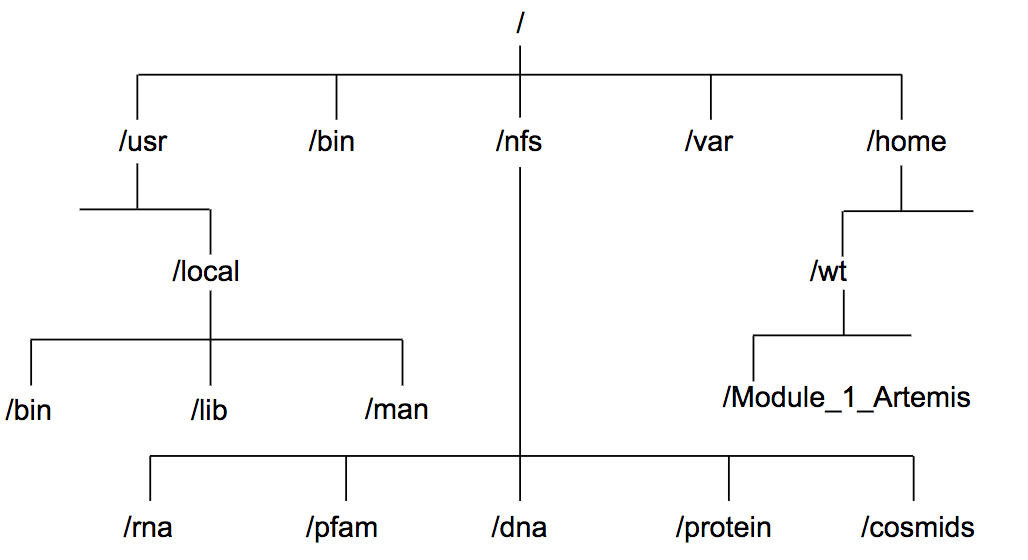 /
/usr /bin /nfs /var /home
/local /wt
/bin /lib /man /Module_1_Artemis
/rna /pfam /dna /protein /cosmids